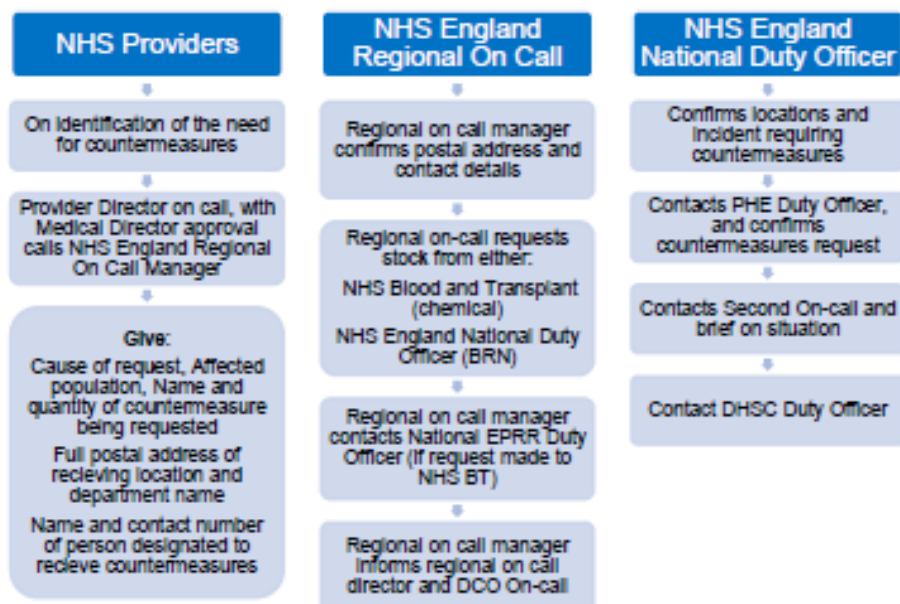 NHS Providers
On identification of the need
for countermeasures
Provider Director on call, with
Medical Director approval
calls NHS England Regional
On Call Manager
Give:
Cause of request, Affected
population, Name and
quantity of countermeasure
being requested
Full postal address of
recieving location and
department name
Name and contact number
of person designated to
recieve countermeasures
NHS England
Regional On Call
Regional on call manager
confirms postal address and
contact details
Regional on-call requests
stock from either:
NHS Blood and Transplant
(chemical)
NHS England National Duty
Officer (BRN)
Regional on call manager
contacts National EPRR Duty
Officer (if request made to
NHS BT)
Regional on call manager
informs regional on call
director and DCO On-call
NHS England
National Duty Officer
Confirms locations and
incident requiring
countermeasures
Contacts PHE Duty Officer,
and confirms
countermeasures request
Contacts Second On-call and
brief on situation
Contact DHSC Duty Officer